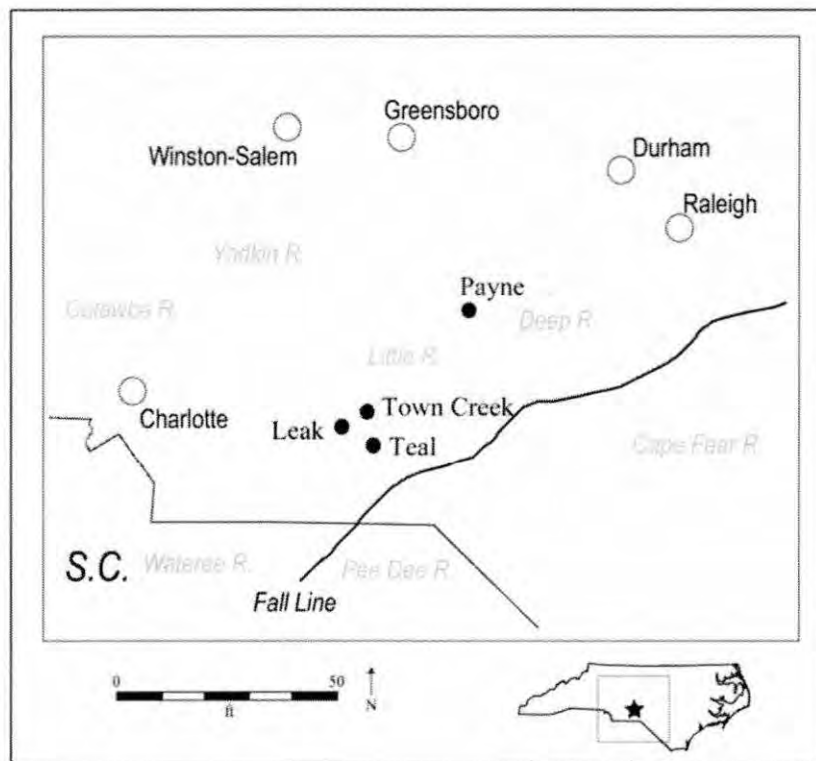 Greensboro
Winston-Salem
Durham
Raleigh
Yadkin R.
Payne
Catawba R.
Deep R.
Little R.
Charlotte
Town Creek
Leak
Teal
Cape Fear R.
S.C.
Wateree R.
Pee Dee R.
Fall Line
0 50
ft
N